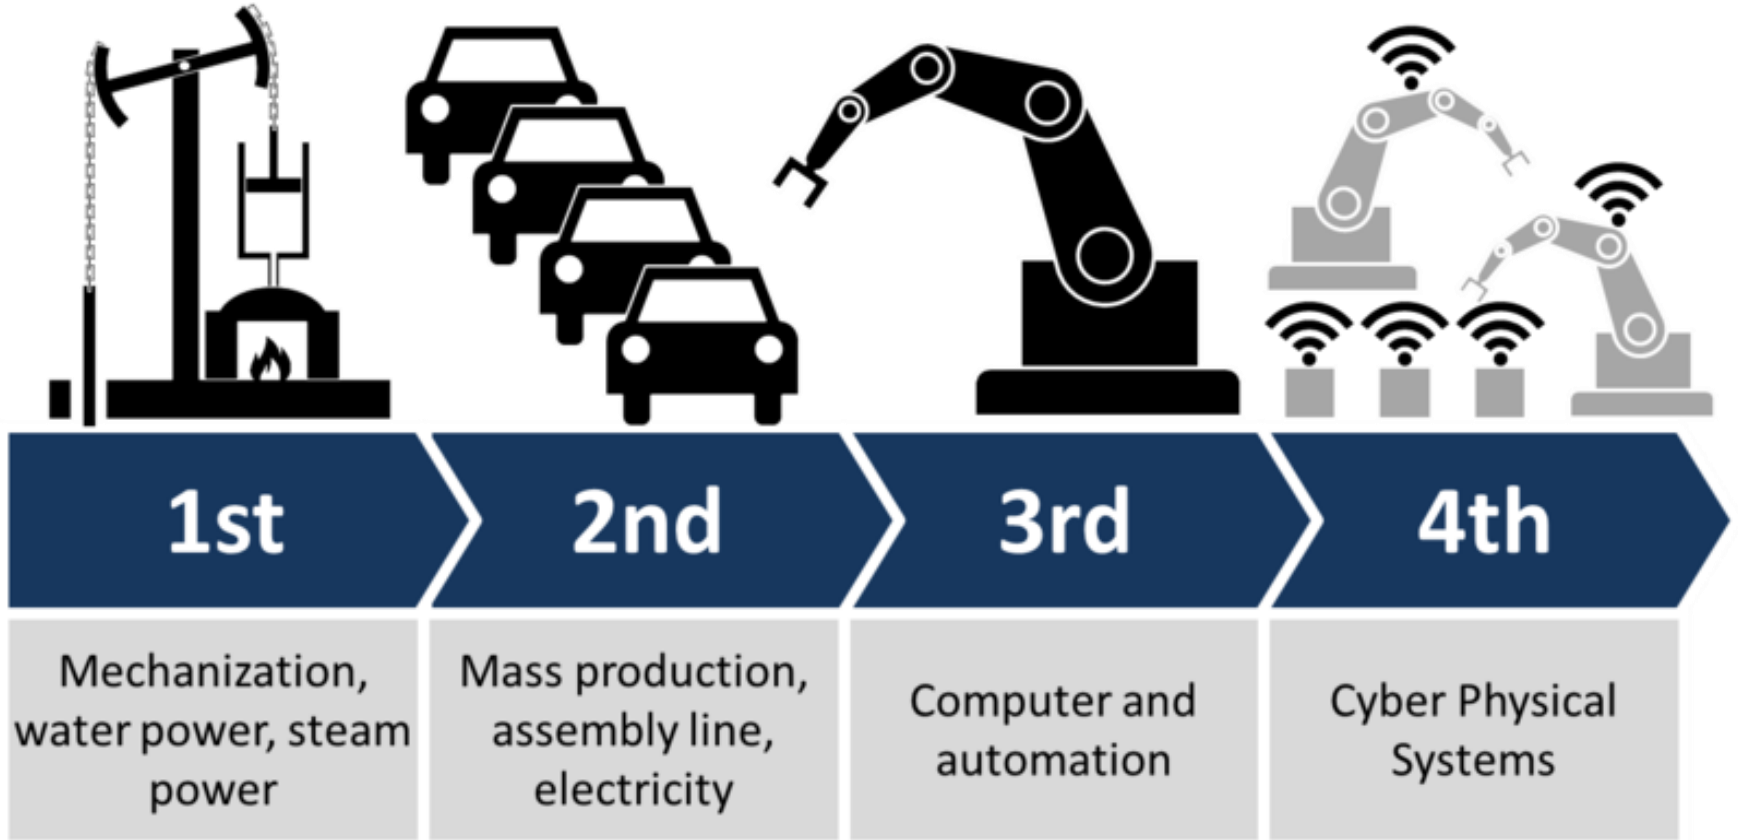 1st
2nd
3rd
4th
Mechanization,
water power, steam
power
Mass production,
assembly line,
electricity
Computer and
automation
Cyber Physical
Systems